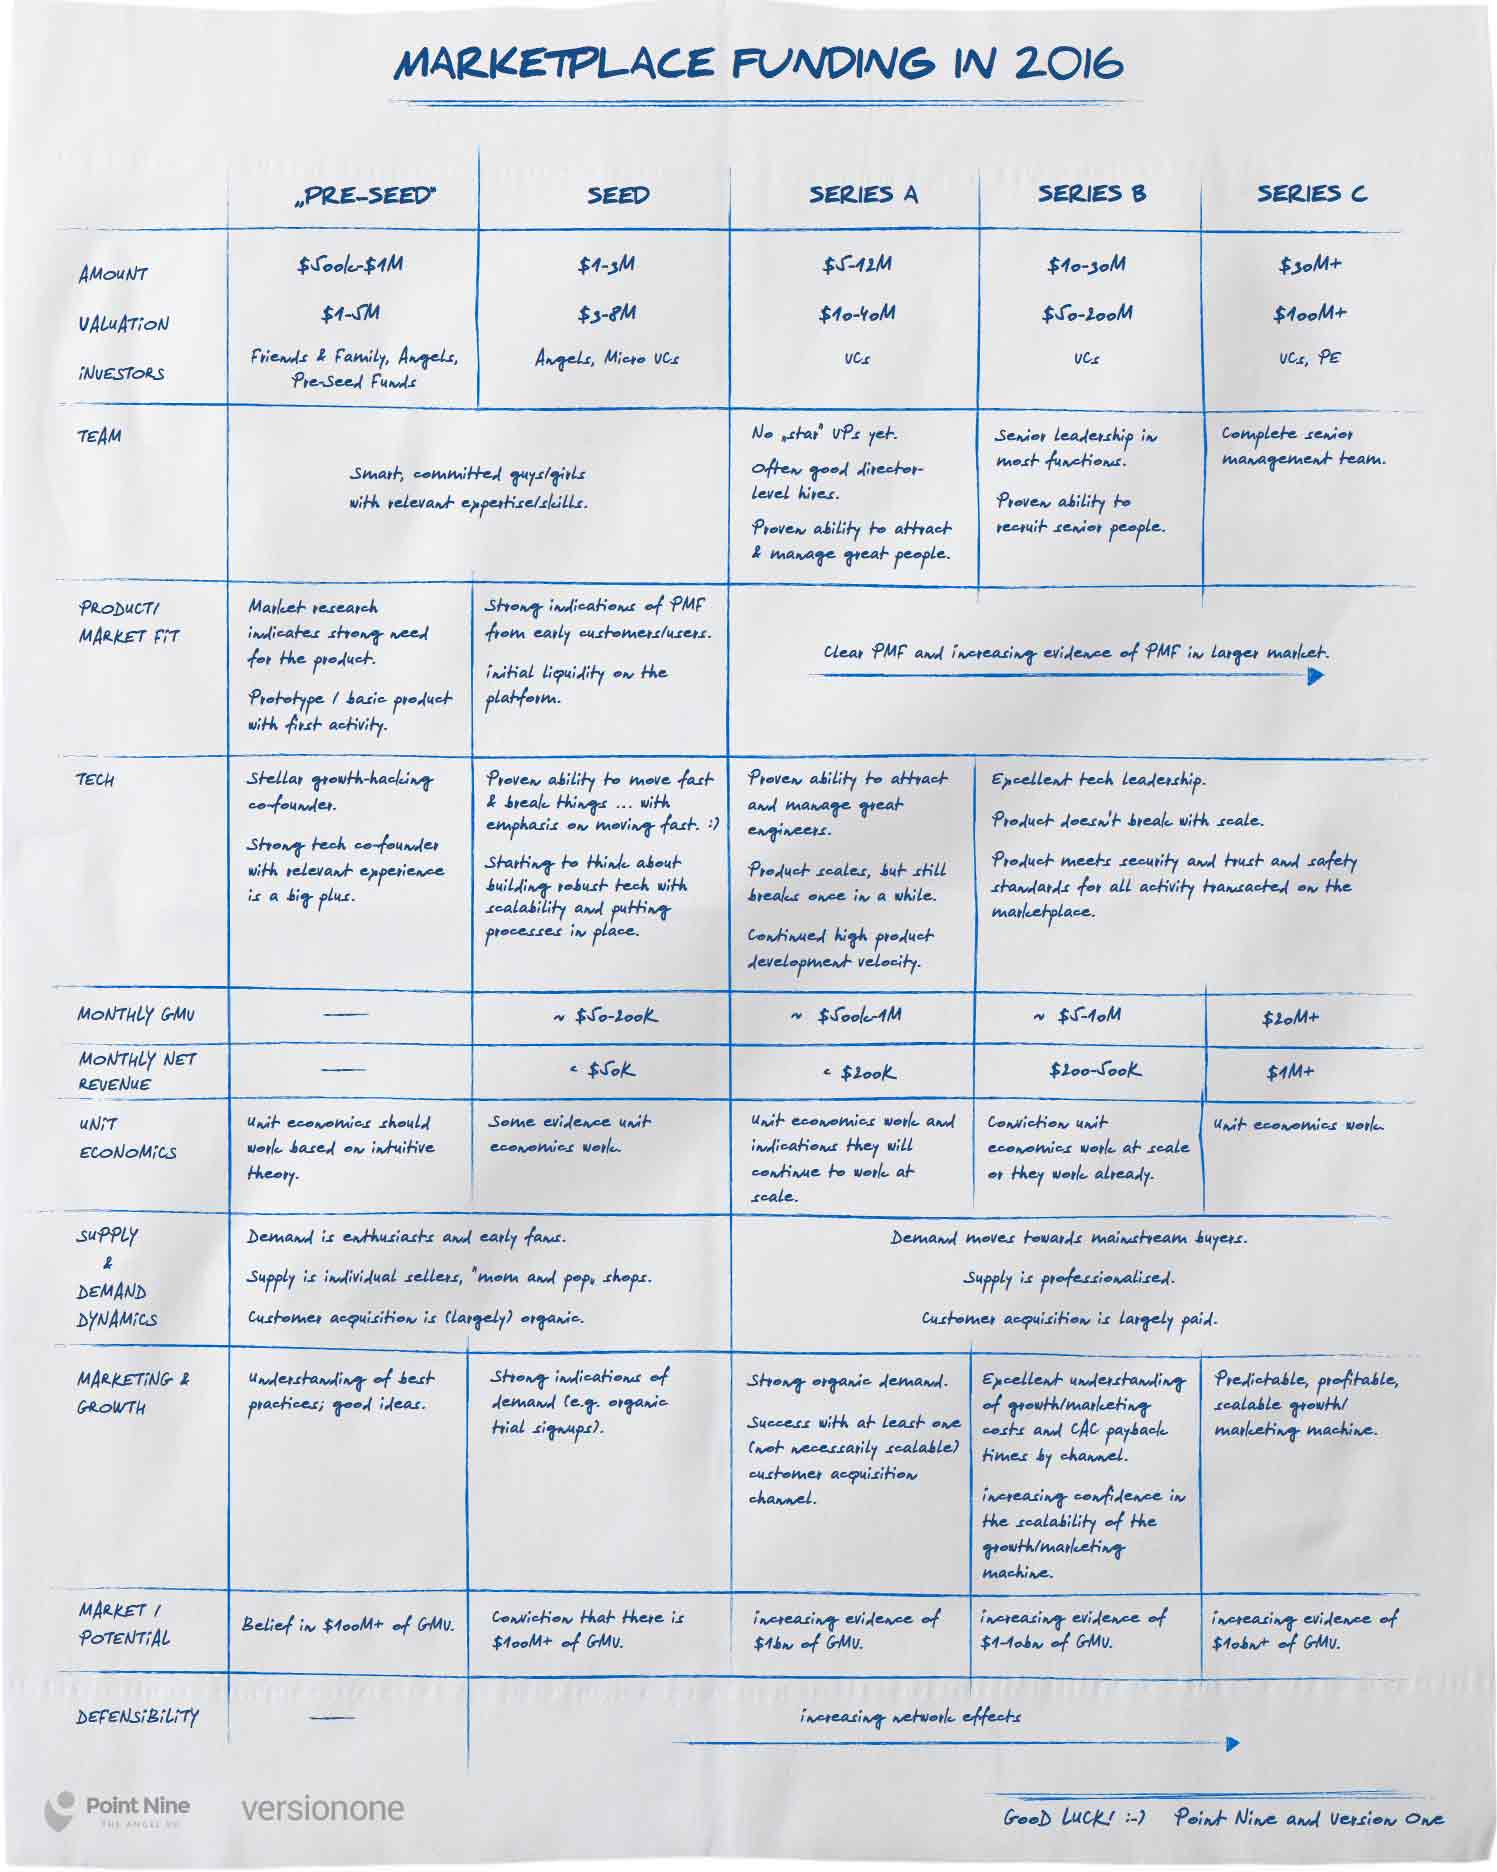 MARKETPLACE FUNDING IN 2016
„PRE-SEED"
SEED
SERIES A
SERIES B
SERIES C
AMOUNT
$500k-$1M
$1-3M
$5-12M
$10-30M
$30M+
VALUATION
$1-5M
$3-8M
$10-40M
$50-200M
$100M+
INVESTORS
Friends & Family, Angels,
Pre-Seed Funds
Angels, Micro VCs
VCs
VCs
VCs, PE
TEAM
Smart, committed guys/girls
with relevant expertise/skills.
No „star" VPs yet.
Often good director-
level hires.
Proven ability to attract
& manage great people.
Senior leadership in
most functions.
Proven ability to
recruit senior people.
Complete senior
management team.
PRODUCT/
MARKET FIT
Market research
indicates strong need
for the product.
Prototype / basic product
with first activity.
Strong indications of PMF
from early customers/users.
initial liquidity on the
platform.
Clear PMF and increasing evidence of PMF in larger market.
TECH
Stellar growth-hacking
co-founder.
Strong tech co-founder
with relevant experience
is a big plus.
Proven ability to move fast
& break things ... with
emphasis on moving fast. :)
Starting to think about
building robust tech with
scalability and putting
processes in place.
Proven ability to attract
and manage great
engineers.
Product scales, but still
breaks once in a while.
Continued high product
development velocity.
Excellent tech leadership.
Product doesn't break with scale.
Product meets security and trust and safety
standards for all activity transacted on the
marketplace.
MONTHLY GMV
—
~ $50-200K
~ $500k-1M
~ $5-10M
$20M+
MONTHLY NET
REVENUE
—
< $50K
< $200K
$200-500K
$1M+
UNIT
ECONOMICS
Unit economics should
work based on intuitive
theory.
Some evidence unit
economics work.
Unit economics work and
indications they will
continue to work at
scale.
Conviction unit
economics work at scale
or they work already.
Unit economics work.
SUPPLY
&
DEMAND
DYNAMICS
Demand is enthusiasts and early fans.
Supply is individual sellers, "mom and pop„ shops.
Customer acquisition is (largely) organic.
Demand moves towards mainstream buyers.
Supply is professionalised.
Customer acquisition is largely paid.
MARKETING &
GROWTH
Understanding of best
practices; good ideas.
Strong indications of
demand (e.g. organic
trial signups).
Strong organic demand.
Success with at least one
(not necessarily scalable)
customer acquisition
channel.
Excellent understanding
of growth/marketing
costs and CAC payback
times by channel.
increasing confidence in
the scalability of the
growth/marketing
machine.
Predictable, profitable,
scalable growth/
marketing machine.
MARKET /
POTENTIAL
Belief in $100M+ of GMV.
Conviction that there is
$100M+ of GMV.
increasing evidence of
$1bn of GMV.
increasing evidence of
$1-10bn of GMV.
increasing evidence of
$10bn+ of GMV.
DEFENSIBILITY
—
increasing network effects
Point Nine
THE ANGEL VC
versionone
GOOD LUCK! :-) Point Nine and Version One